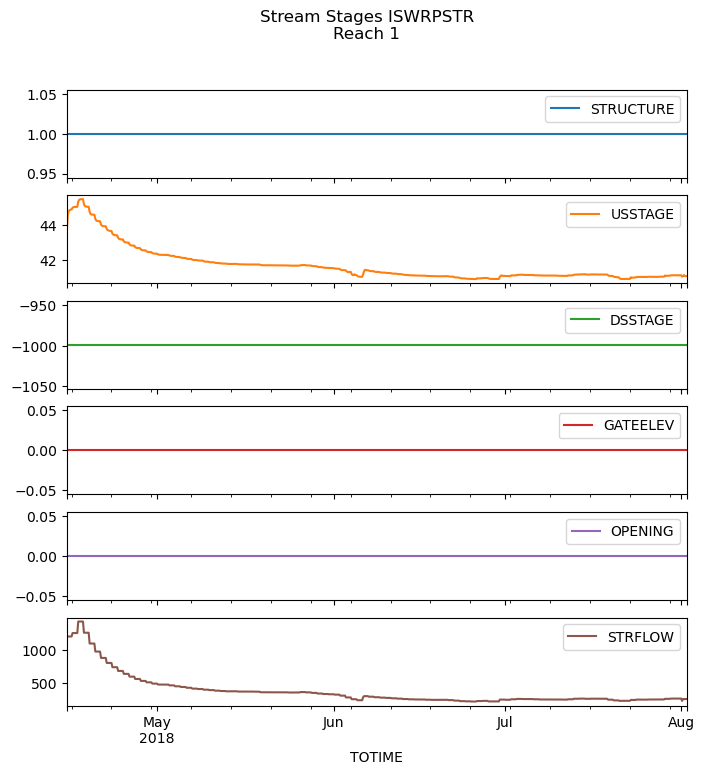 Stream Stages ISWRPSTR
Reach 1
1.05
1.00
0.95
STRUCTURE
44
42
USSTAGE
−950
−1000
−1050
DSSTAGE
0.05
0.00
−0.05
GATEELEV
0.05
0.00
−0.05
OPENING
1000
500
STRFLOW
May
2018
Jun
Jul
Aug
TOTIME